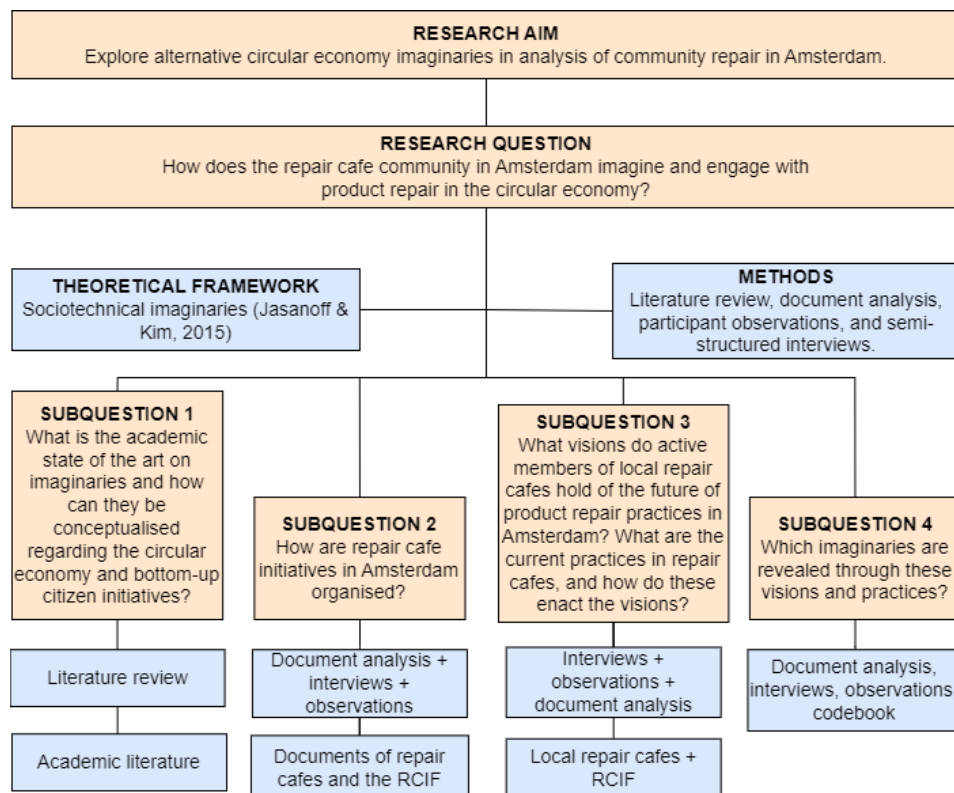 RESEARCH AIM
Explore alternative circular economy imaginaries in analysis of community repair in Amsterdam.
RESEARCH QUESTION
How does the repair cafe community in Amsterdam imagine and engage with
product repair in the circular economy?
THEORETICAL FRAMEWORK
Sociotechnical imaginaries (Jasanoff &
Kim, 2015)
METHODS
Literature review, document analysis,
participant observations, and semi-
structured interviews.
SUBQUESTION 1
What is the academic
state of the art on
imaginaries and how
can they be
conceptualised
regarding the circular
economy and bottom-up
citizen initiatives?
Literature review
Academic literature
SUBQUESTION 2
How are repair cafe
initiatives in Amsterdam
organised?
Document analysis +
interviews +
observations
Documents of repair
cafes and the RCIF
SUBQUESTION 3
What visions do active
members of local repair
cafes hold of the future of
product repair practices in
Amsterdam? What are the
current practices in repair
cafes, and how do these
enact the visions?
Interviews +
observations +
document analysis
Local repair cafes +
RCIF
SUBQUESTION 4
Which imaginaries are
revealed through these
visions and practices?
Document analysis,
interviews, observations
codebook